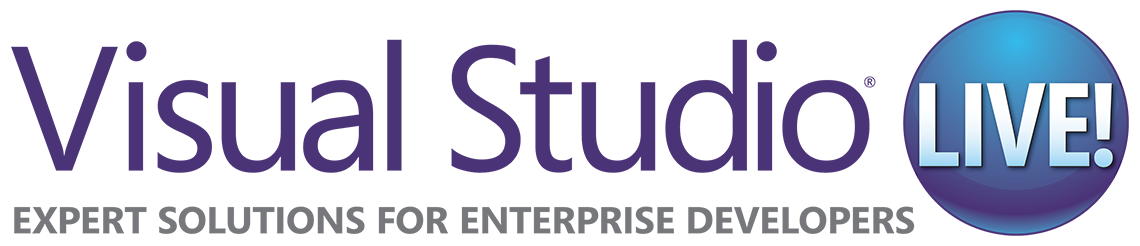 Visual Studio® LIVE!
EXPERT SOLUTIONS FOR ENTERPRISE DEVELOPERS